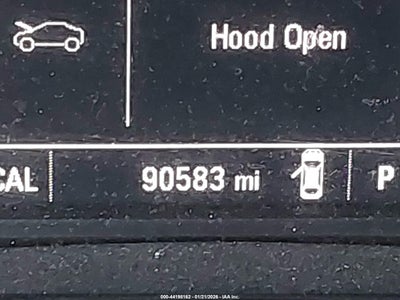 Hood Open
CAL 90583 mi P
000-44198163 - 01/21/2026 - IAA Inc.